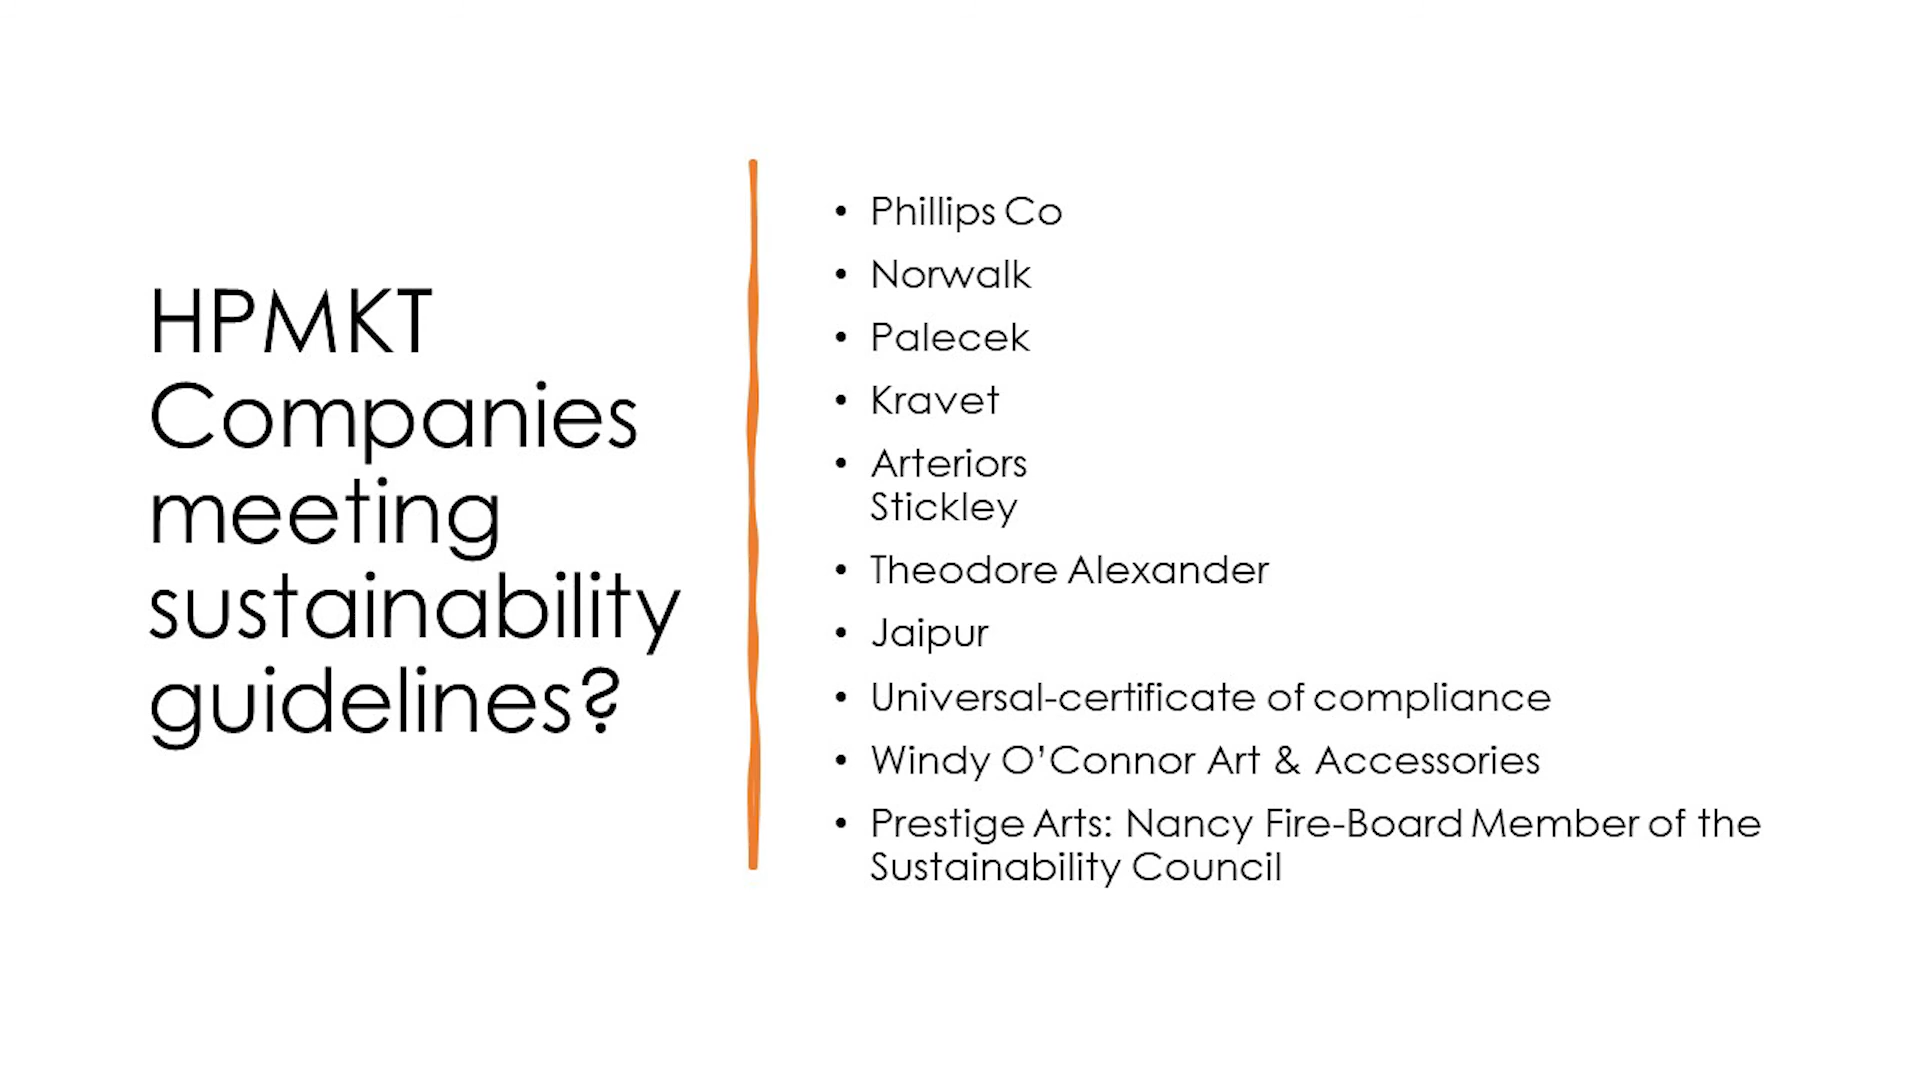 HPMKT
Companies
meeting
sustainability
guidelines?
• Phillips Co
• Norwalk
• Palecek
• Kravet
• Arteriors
Stickley
• Theodore Alexander
• Jaipur
• Universal-certificate of compliance
• Windy O’Connor Art & Accessories
• Prestige Arts: Nancy Fire-Board Member of the
Sustainability Council